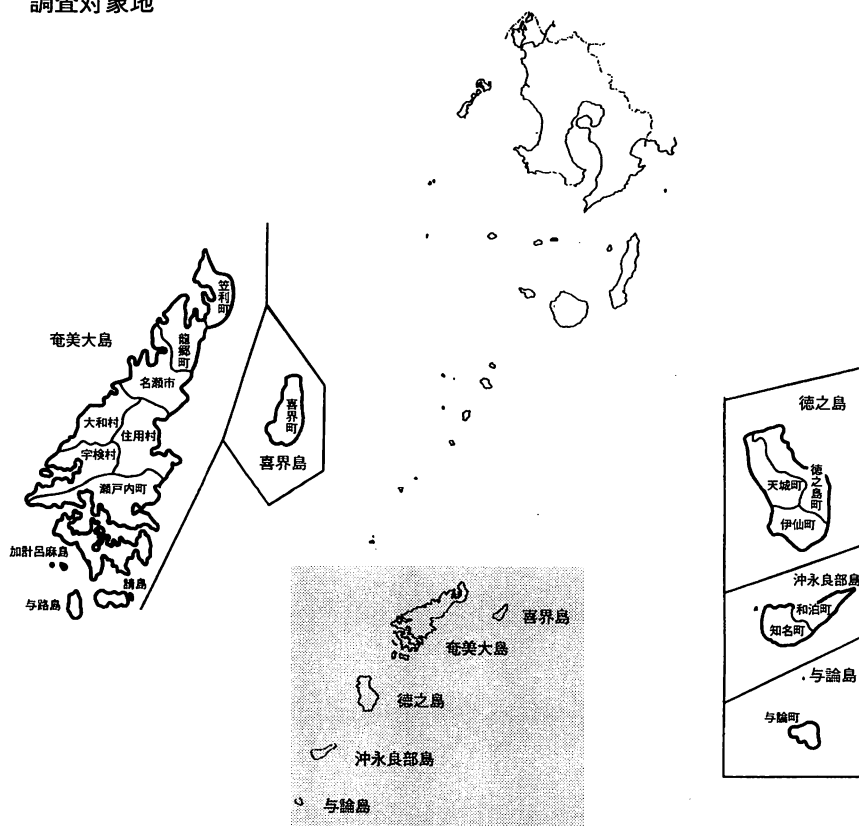 調査対象地
奄美大島
笠利町
龍郷町
名瀬市
大和村
住用村
宇検村
瀬戸内町
加計呂麻島
請島
与路島
喜界町
喜界島
徳之島
徳之島町
天城町
伊仙町
沖永良部島
和泊町
知名町
与論島
与論町
喜界島
奄美大島
徳之島
沖永良部島
与論島